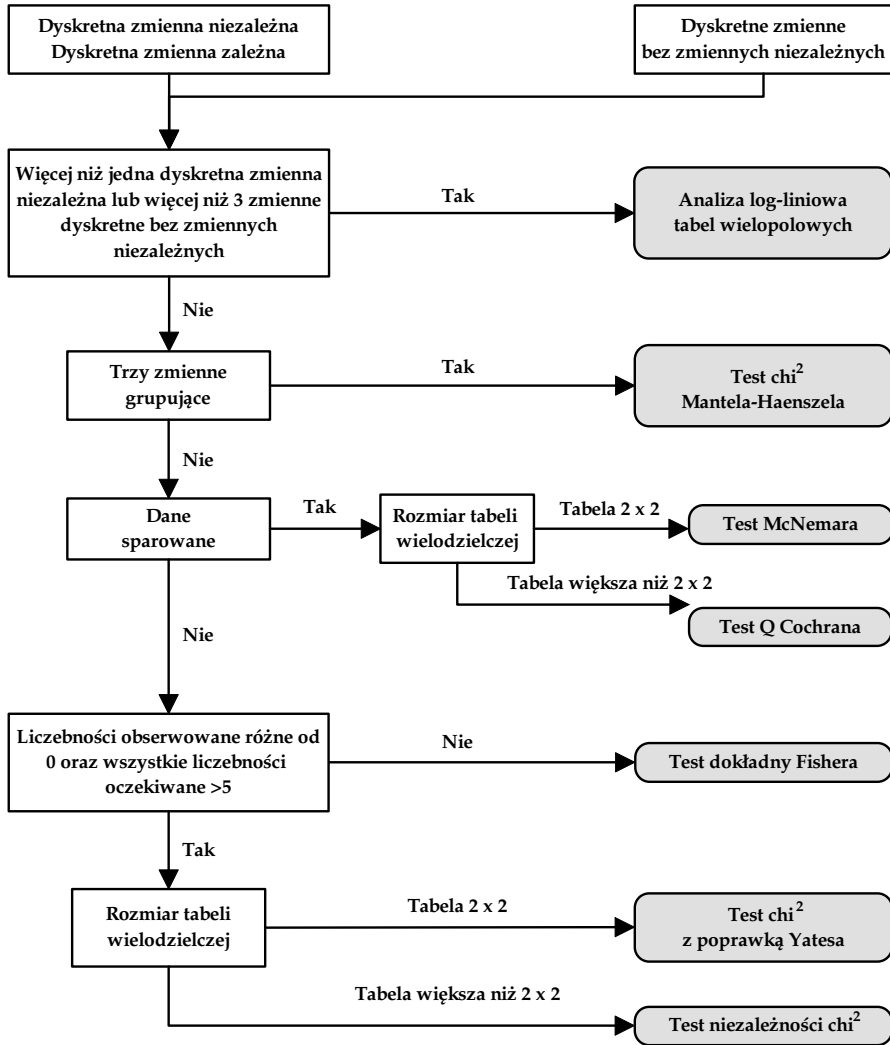 Dyskretna zmienna niezależna
Dyskretna zmienna zależna
Dyskretne zmienne
bez zmiennych niezależnych
Więcej niż jedna dyskretna zmienna
niezależna lub więcej niż 3 zmienne
dyskretne bez zmiennych
niezależnych
Tak
Analiza log-liniowa
tabel wielopolowych
Nie
Trzy zmienne
grupujące
Tak
Test chi²
Mantela-Haenszela
Nie
Dane
sparowane
Tak
Rozmiar tabeli
wielodzielczej
Tabela 2 x 2
Test McNemara
Tabela większa niż 2 x 2
Test Q Cochrana
Nie
Liczebności obserwowane różne od
0 oraz wszystkie liczebności
oczekiwane >5
Nie
Test dokładny Fishera
Tak
Rozmiar tabeli
wielodzielczej
Tabela 2 x 2
Test chi²
z poprawką Yatesa
Tabela większa niż 2 x 2
Test niezależności chi²